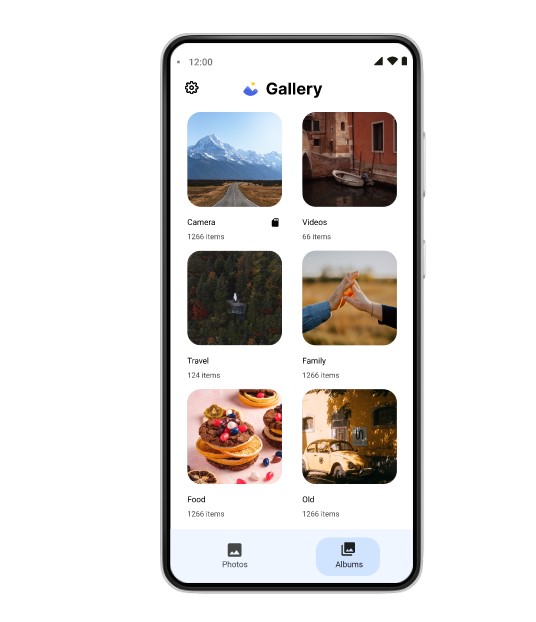 12:00
Gallery
Camera
1266 items
Videos
66 items
Travel
124 items
Family
1266 items
Food
1266 items
Old
1266 items
Photos
Albums